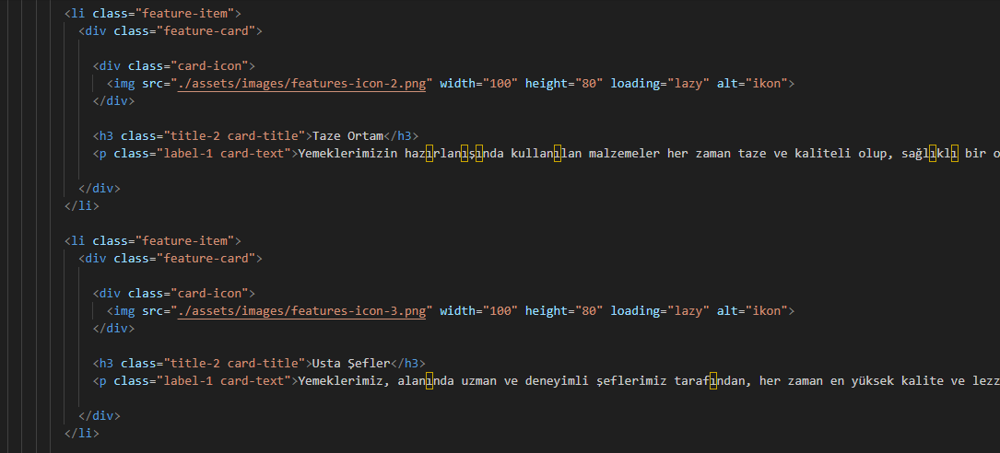 <li class="feature-item">
<div class="feature-card">
<div class="card-icon">
<img src="./assets/images/features-icon-2.png" width="100" height="80" loading="lazy" alt="ikon">
</div>
<h3 class="title-2 card-title">Taze Ortam</h3>
<p class="label-1 card-text">Yemeklerimizin hazırlanışında kullanılan malzemeler her zaman taze ve kaliteli olup, sağlıklı bir o
</div>
</li>
<li class="feature-item">
<div class="feature-card">
<div class="card-icon">
<img src="./assets/images/features-icon-3.png" width="100" height="80" loading="lazy" alt="ikon">
</div>
<h3 class="title-2 card-title">Usta Şefler</h3>
<p class="label-1 card-text">Yemeklerimiz, alanında uzman ve deneyimli şeflerimiz tarafından, her zaman en yüksek kalite ve lezz
</div>
</li>